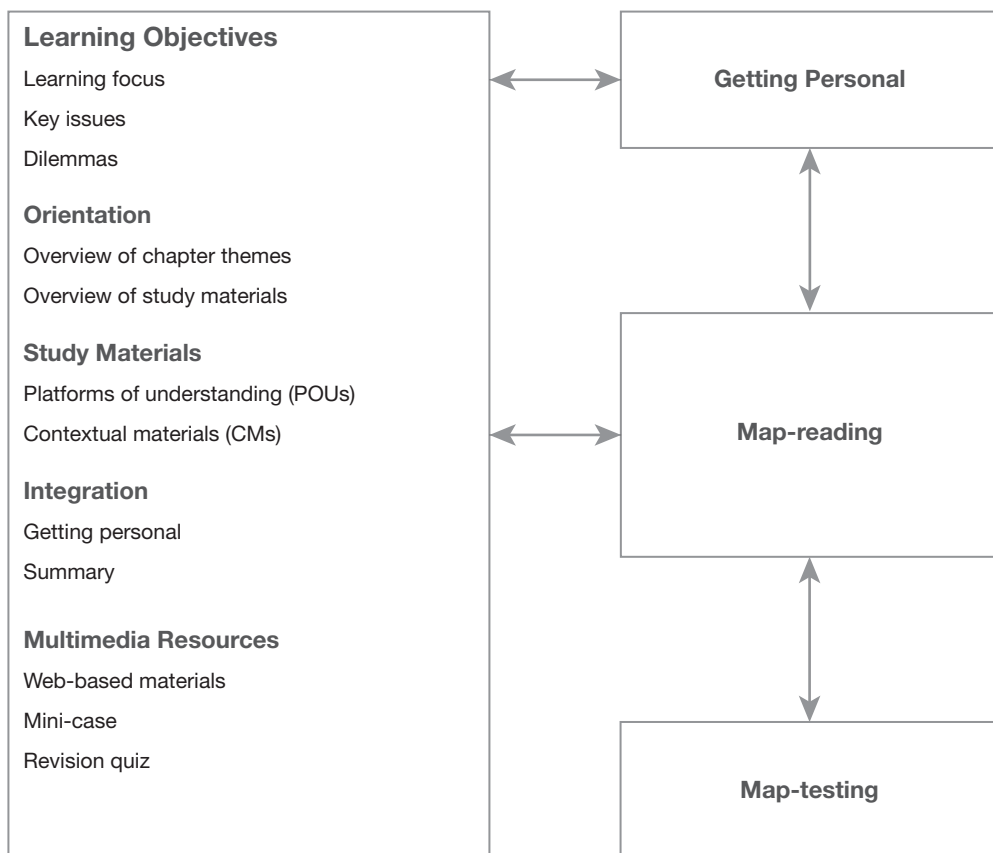 Learning Objectives
Learning focus
Key issues
Dilemmas
Orientation
Overview of chapter themes
Overview of study materials
Study Materials
Platforms of understanding (POUs)
Contextual materials (CMs)
Integration
Getting personal
Summary
Multimedia Resources
Web-based materials
Mini-case
Revision quiz
Getting Personal
Map-reading
Map-testing